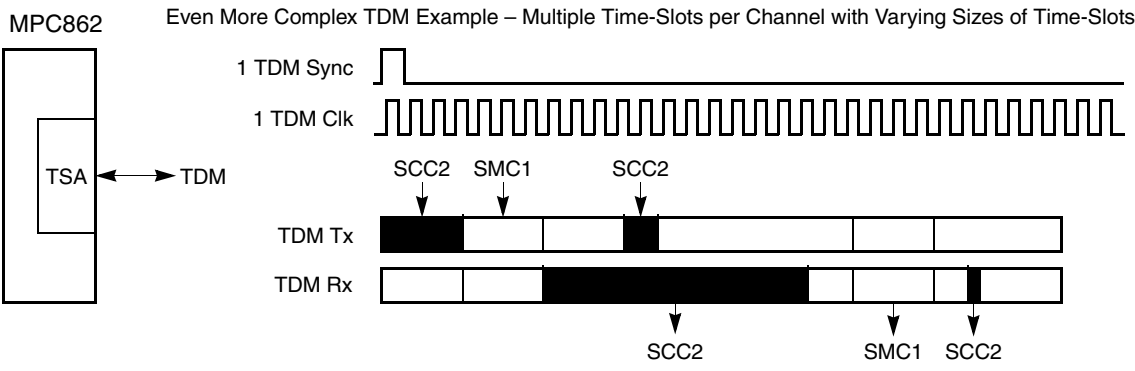 MPC862
Even More Complex TDM Example – Multiple Time-Slots per Channel with Varying Sizes of Time-Slots
1 TDM Sync
1 TDM Clk
TSA
TDM
SCC2
SMC1
SCC2
TDM Tx
TDM Rx
SCC2
SMC1
SCC2